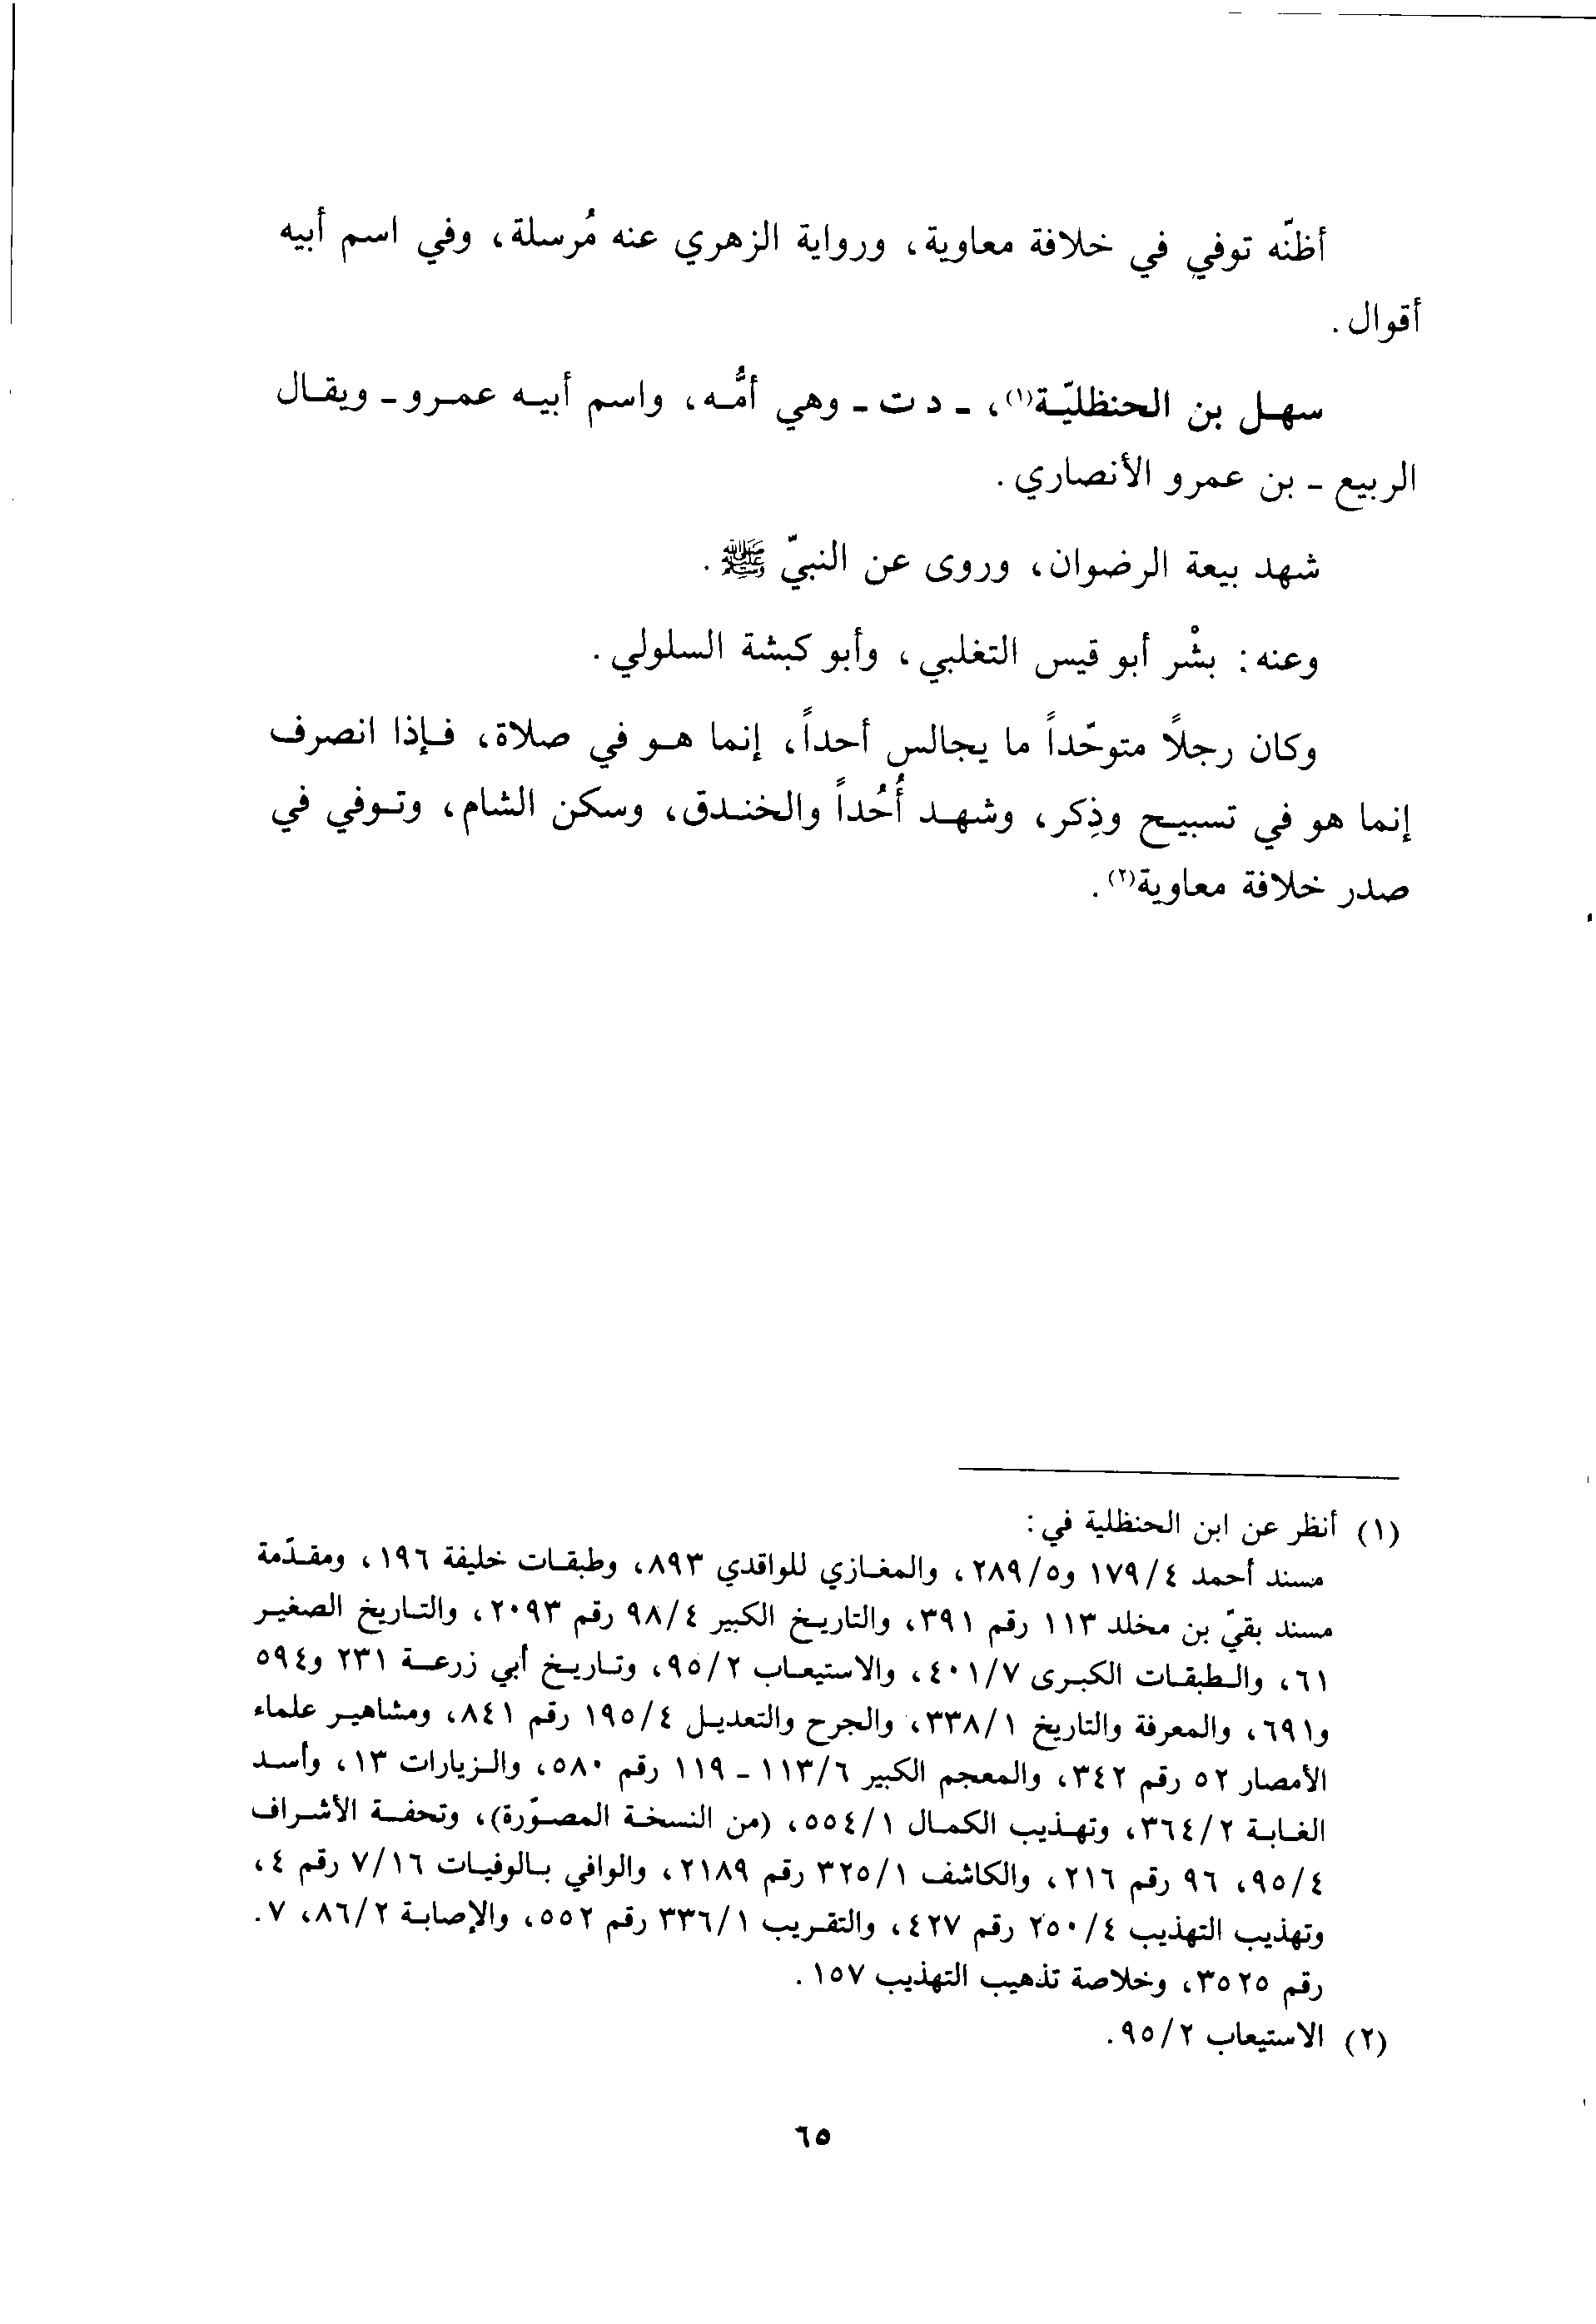 أظنّه توفي في خلافة معاوية، ورواية الزهري عنه مُرسلة، وفي اسم أبيه
أقوال.
سهل بن الحنظليّة(١)، ـ د ت ـ وهي أمُّه، واسم أبيه عمرو ـ ويقال
الربيع ـ بن عمرو الأنصاري.
شهد بيعة الرضوان، وروى عن النبيّ ﷺ.
وعنه: بشْر أبو قيس التغلبي، وأبو كبشة السلولي.
وكان رجلاً متوحّداً ما يجالس أحداً، إنما هو في صلاة، فإذا انصرف
إنما هو في تسبيح وذِكر، وشهد أُحُداً والخندق، وسكن الشام، وتوفي في
صدر خلافة معاوية(٢).
(١) أنظر عن ابن الحنظلية في:
مسند أحمد ١٧٩/٤ و٢٨٩/٥، والمغازي للواقدي ٨٩٣، وطبقات خليفة ١٩٦، ومقدّمة
مسند بقيّ بن مخلد ١١٣ رقم ٣٩١، والتاريخ الكبير ٩٨/٤ رقم ٢٠٩٣، والتاريخ الصغير
٦١، والطبقات الكبرى ٤٠١/٧، والاستيعاب ٩٥/٢، وتاريخ أبي زرعة ٢٣١ و٥٩٤
و٦٩١، والمعرفة والتاريخ ٣٣٨/١، والجرح والتعديل ١٩٥/٤ رقم ٨٤١، ومشاهير علماء
الأمصار ٥٢ رقم ٣٤٢، والمعجم الكبير ١١٣/٦ ـ ١١٩ رقم ٥٨٠، والزيارات ١٣، وأسد
الغابة ٣٦٤/٢، وتهذيب الكمال ٥٥٤/١، (من النسخة المصوّرة)، وتحفة الأشراف
٩٥/٤، ٩٦ رقم ٢١٦، والكاشف ٣٢٥/١ رقم ٢١٨٩، والوافي بالوفيات ٧/١٦ رقم ٤،
وتهذيب التهذيب ٢٥٠/٤ رقم ٤٢٧، والتقريب ٣٣٦/١ رقم ٥٥٢، والإصابة ٨٦/٢، ٧.
رقم ٣٥٢٥، وخلاصة تذهيب التهذيب ١٥٧.
(٢) الاستيعاب ٩٥/٢.
٦٥